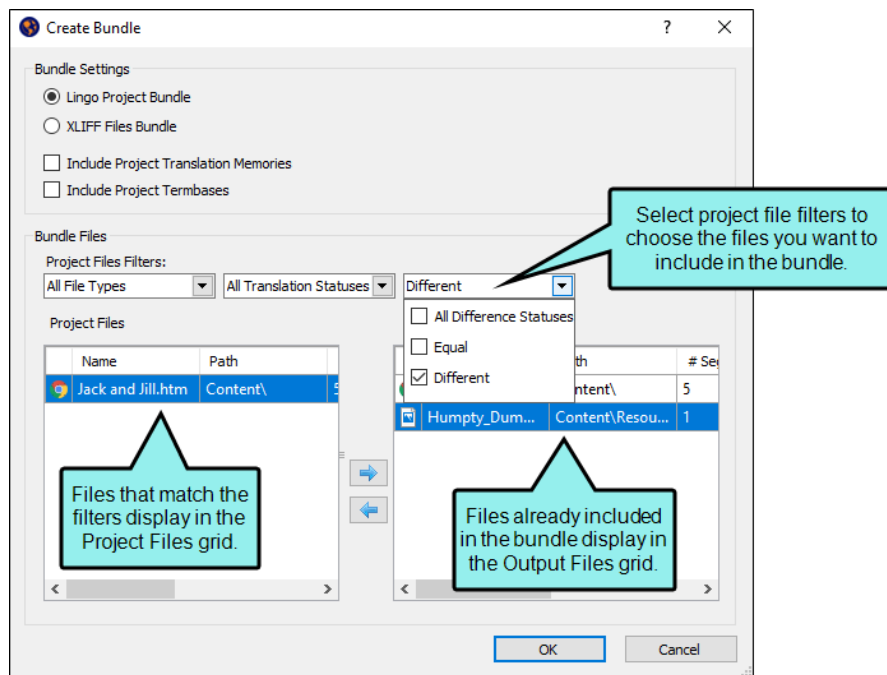 Create Bundle
?
Bundle Settings
Lingo Project Bundle
XLIFF Files Bundle
Include Project Translation Memories
Include Project Termbases
Select project file filters to
choose the files you want to
include in the bundle.
Bundle Files
Project Files Filters:
All File Types
All Translation Statuses
Different
All Difference Statuses
Equal
Different
Project Files
Name Path
th # Se
Jack and Jill.htm Content\ 5
ntent\ 5
Humpty_Dum... Content\Resou... 1
Files that match the
filters display in the
Project Files grid.
Files already included
in the bundle display in
the Output Files grid.
OK
Cancel